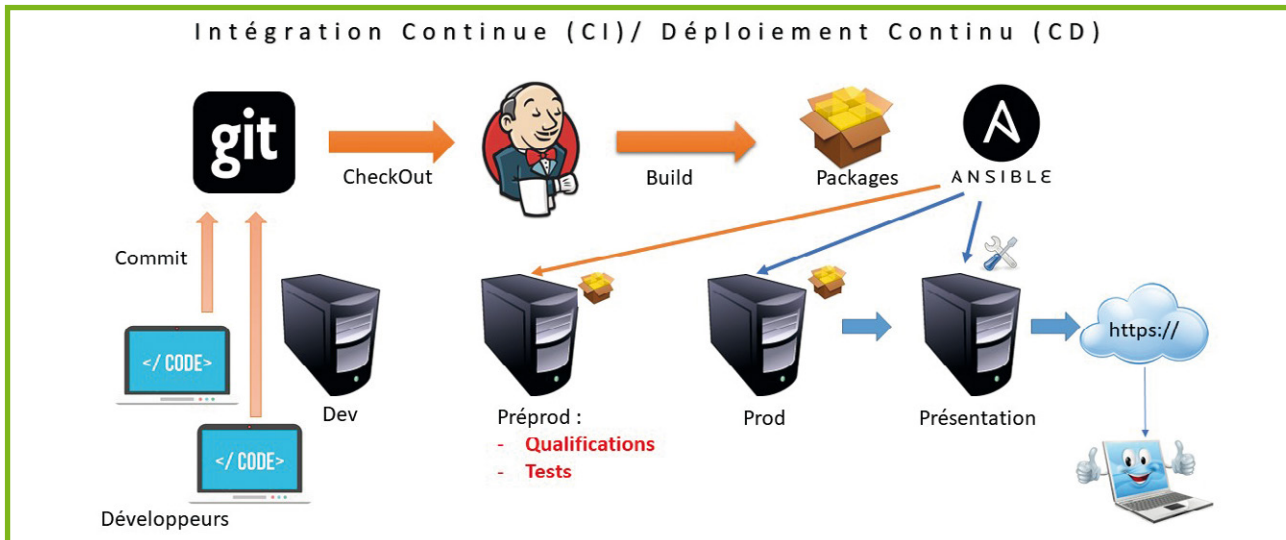 Intégration Continue (CI)/ Déploiement Continu (CD)
git
CheckOut
Build
Packages
ANSIBLE
Commit
</ CODE>
</ CODE>
Développeurs
Dev
Préprod :
- Qualifications
- Tests
Prod
Présentation
https://